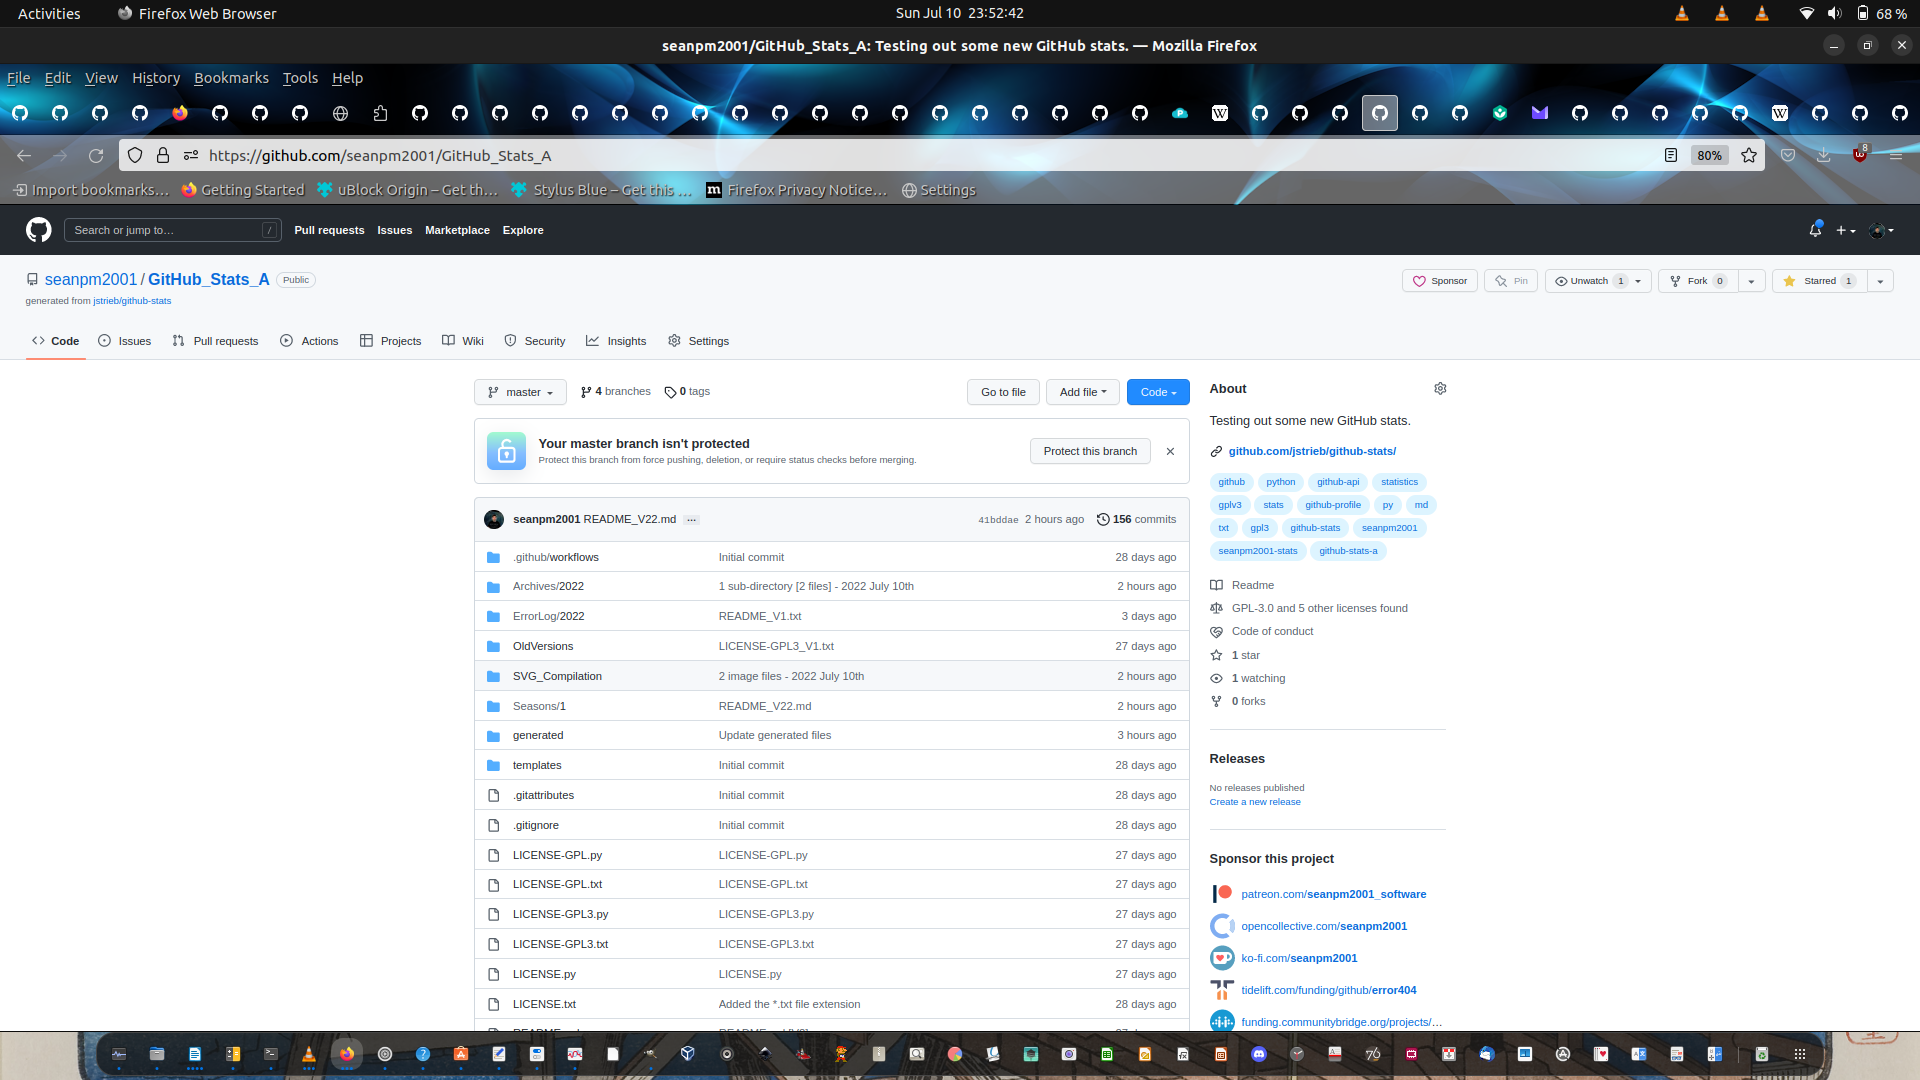 Activities Firefox Web Browser Sun Jul 10 23:52:42 68 %
seanpm2001/GitHub_Stats_A: Testing out some new GitHub stats. — Mozilla Firefox
File Edit View History Bookmarks Tools Help
https://github.com/seanpm2001/GitHub_Stats_A 80% 8
Import bookmarks… Getting Started uBlock Origin – Get th… Stylus Blue – Get this … Firefox Privacy Notice… Settings
Search or jump to… / Pull requests Issues Marketplace Explore
seanpm2001 / GitHub_Stats_A Public Sponsor Pin Unwatch 1 Fork 0 Starred 1
generated from jstrieb/github-stats
Code Issues Pull requests Actions Projects Wiki Security Insights Settings
master 4 branches 0 tags Go to file Add file Code
Your master branch isn't protected
Protect this branch from force pushing, deletion, or require status checks before merging.
Protect this branch
seanpm2001 README_V22.md ... 41bddae 2 hours ago 156 commits
.github/workflows Initial commit 28 days ago
Archives/2022 1 sub-directory [2 files] - 2022 July 10th 2 hours ago
ErrorLog/2022 README_V1.txt 3 days ago
OldVersions LICENSE-GPL3_V1.txt 27 days ago
SVG_Compilation 2 image files - 2022 July 10th 2 hours ago
Seasons/1 README_V22.md 2 hours ago
generated Update generated files 3 hours ago
templates Initial commit 28 days ago
.gitattributes Initial commit 28 days ago
.gitignore Initial commit 28 days ago
LICENSE-GPL.py LICENSE-GPL.py 27 days ago
LICENSE-GPL.txt LICENSE-GPL.txt 27 days ago
LICENSE-GPL3.py LICENSE-GPL3.py 27 days ago
LICENSE-GPL3.txt LICENSE-GPL3.txt 27 days ago
LICENSE.py LICENSE.py 27 days ago
LICENSE.txt Added the *.txt file extension 28 days ago
About
Testing out some new GitHub stats.
github.com/jstrieb/github-stats/
github python github-api statistics
gplv3 stats github-profile py md
txt gpl3 github-stats seanpm2001
seanpm2001-stats github-stats-a
Readme
GPL-3.0 and 5 other licenses found
Code of conduct
1 star
1 watching
0 forks
Releases
No releases published
Create a new release
Sponsor this project
patreon.com/seanpm2001_software
opencollective.com/seanpm2001
ko-fi.com/seanpm2001
tidelift.com/funding/github/error404
funding.communitybridge.org/projects/…